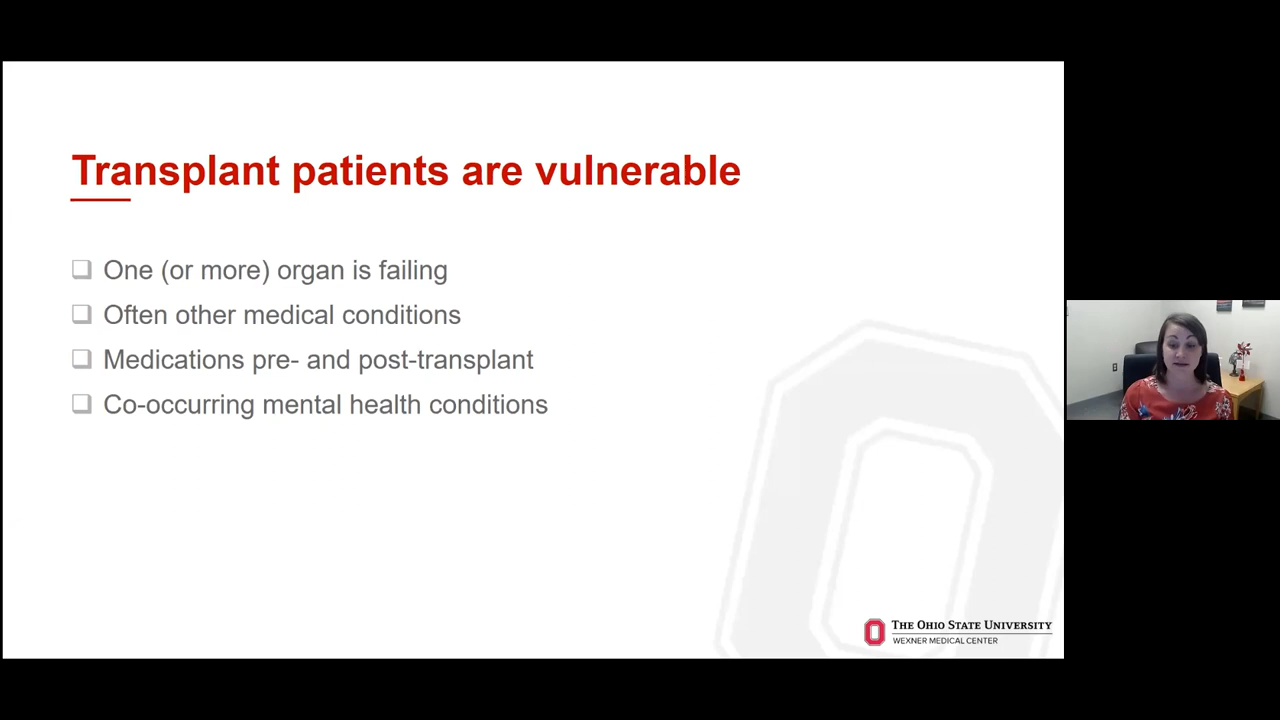 Transplant patients are vulnerable
One (or more) organ is failing
Often other medical conditions
Medications pre- and post-transplant
Co-occurring mental health conditions
THE OHIO STATE UNIVERSITY
WEXNER MEDICAL CENTER